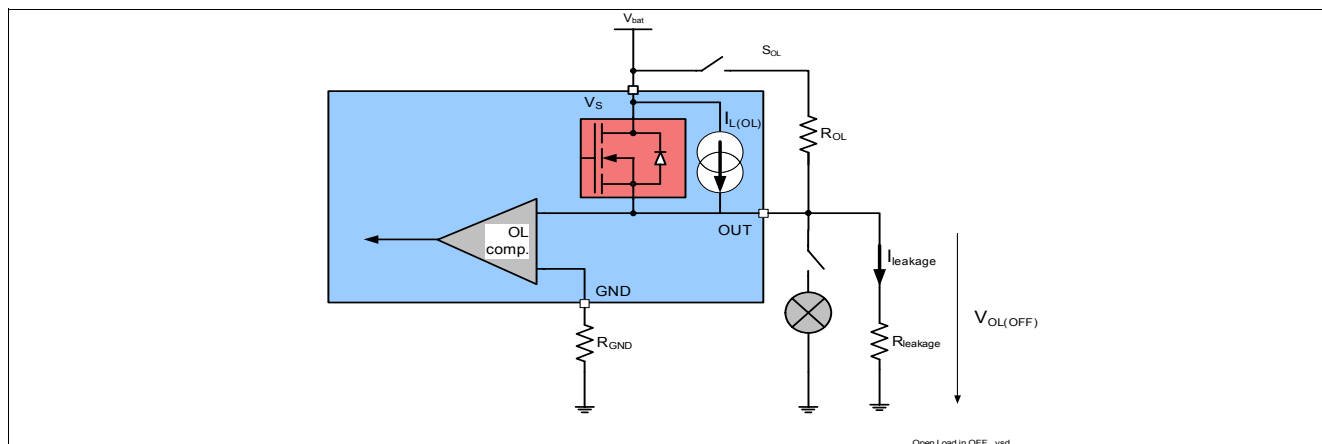 Vbat
SOL
VS
IL(OL)
ROL
OL
comp.
OUT
Ileakage
GND
VOL(OFF)
RGND
Rleakage